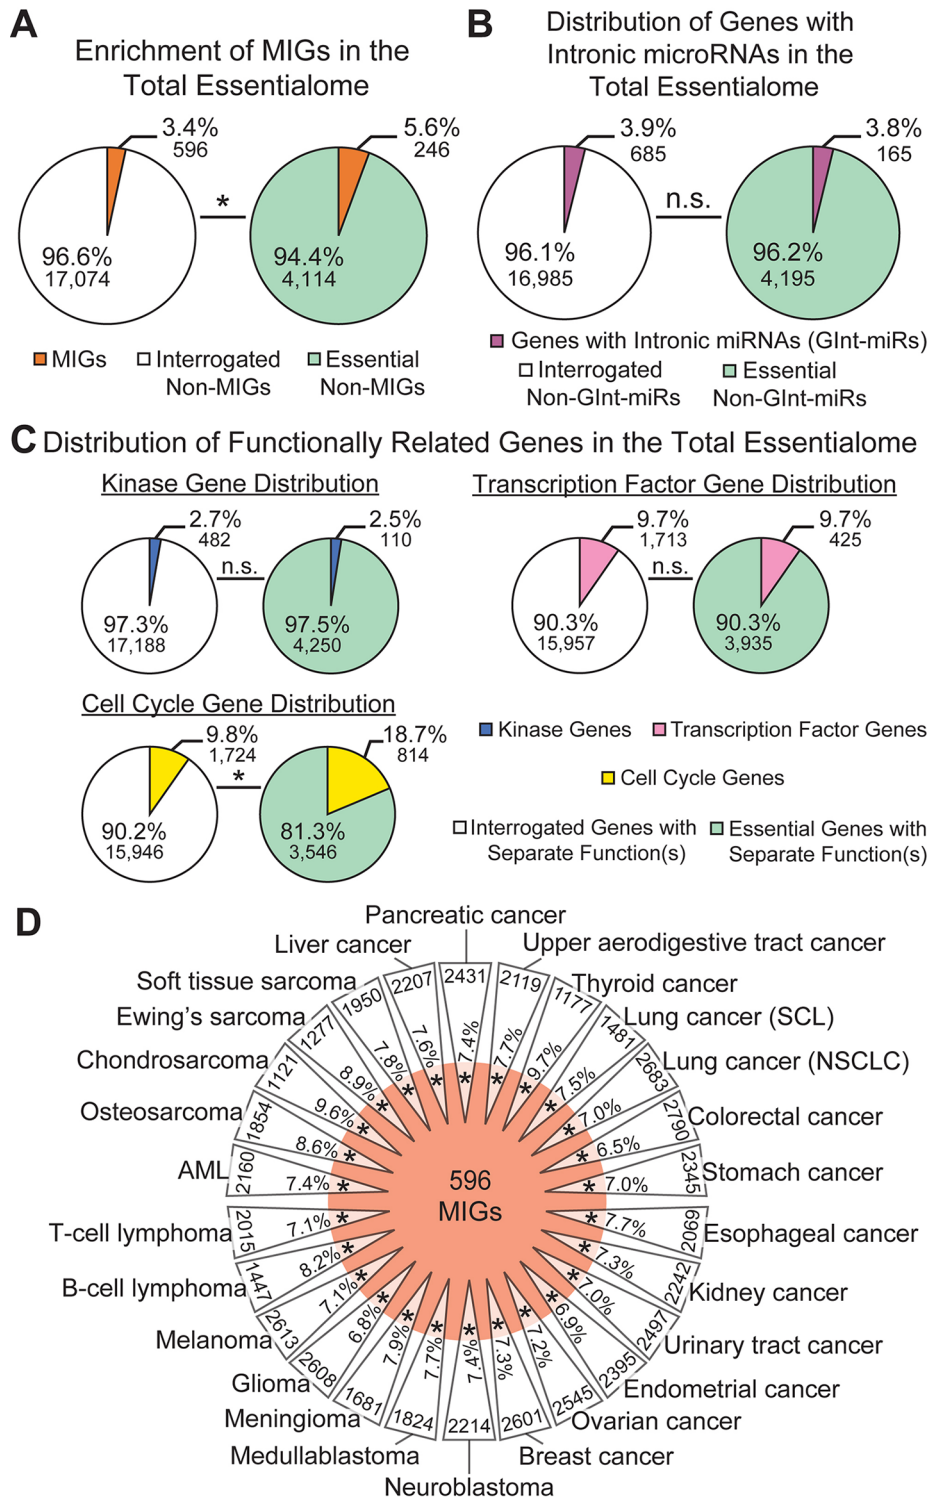 A
Enrichment of MIGs in the
Total Essentialome
3.4%
596
5.6%
246
*
96.6%
17,074
94.4%
4,114
MIGs
Interrogated
Non-MIGs
Essential
Non-MIGs
B
Distribution of Genes with
Intronic microRNAs in the
Total Essentialome
3.9%
685
3.8%
165
n.s.
96.1%
16,985
96.2%
4,195
Genes with Intronic miRNAs (GInt-miRs)
Interrogated
Non-GInt-miRs
Essential
Non-GInt-miRs
C Distribution of Functionally Related Genes in the Total Essentialome
Kinase Gene Distribution
2.7%
482
2.5%
110
n.s.
97.3%
17,188
97.5%
4,250
Transcription Factor Gene Distribution
9.7%
1,713
9.7%
425
n.s.
90.3%
15,957
90.3%
3,935
Cell Cycle Gene Distribution
9.8%
1,724
18.7%
814
*
90.2%
15,946
81.3%
3,546
Kinase Genes
Transcription Factor Genes
Cell Cycle Genes
Interrogated Genes with
Separate Function(s)
Essential Genes with
Separate Function(s)
D
596
MIGs
Pancreatic cancer
2431
7.4%
*
Upper aerodigestive tract cancer
2119
7.7%
*
Thyroid cancer
1177
9.7%
*
Lung cancer (SCL)
1481
7.5%
*
Lung cancer (NSCLC)
2683
7.0%
*
Colorectal cancer
2790
6.5%
*
Stomach cancer
2345
7.0%
*
Esophageal cancer
2069
7.7%
*
Kidney cancer
2242
7.3%
*
Urinary tract cancer
2497
7.0%
*
Endometrial cancer
2395
6.9%
*
Ovarian cancer
2545
7.2%
*
Breast cancer
2601
7.3%
*
Neuroblastoma
2214
7.4%
*
Medullablastoma
1824
7.7%
*
Meningioma
1681
7.9%
*
Glioma
2608
6.8%
*
Melanoma
2613
7.1%
*
B-cell lymphoma
1447
8.2%
*
T-cell lymphoma
2015
7.1%
*
AML
2160
7.4%
*
Osteosarcoma
1854
8.6%
*
Chondrosarcoma
1121
9.6%
*
Ewing's sarcoma
1277
8.9%
*
Soft tissue sarcoma
1950
7.8%
*
Liver cancer
2207
7.6%
*